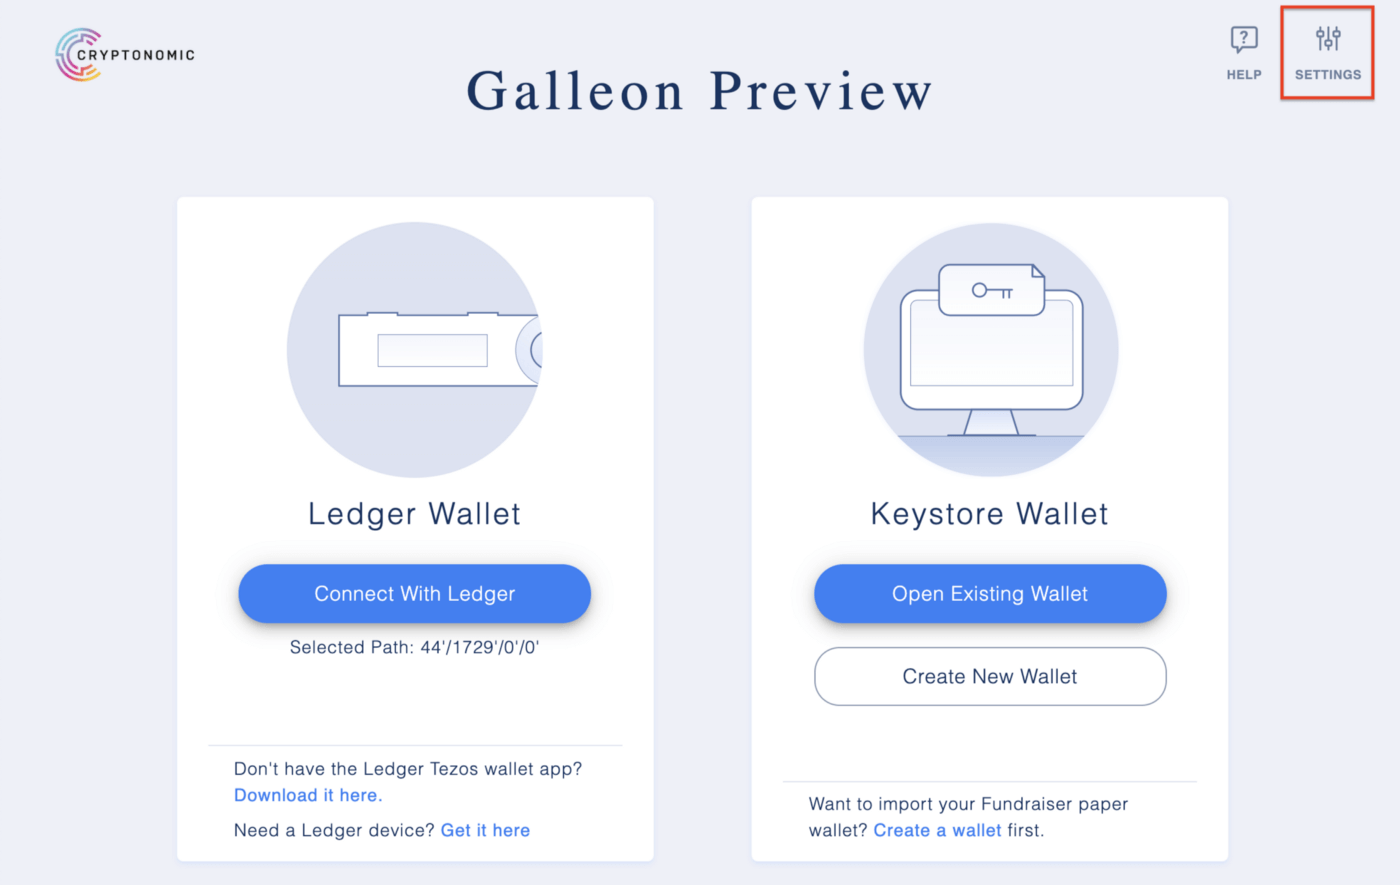 CRYPTONOMIC
HELP
SETTINGS
Galleon Preview
Ledger Wallet
Connect With Ledger
Selected Path: 44'/1729'/0'/0'
Don't have the Ledger Tezos wallet app?
Download it here.
Need a Ledger device? Get it here
Keystore Wallet
Open Existing Wallet
Create New Wallet
Want to import your Fundraiser paper
wallet? Create a wallet first.